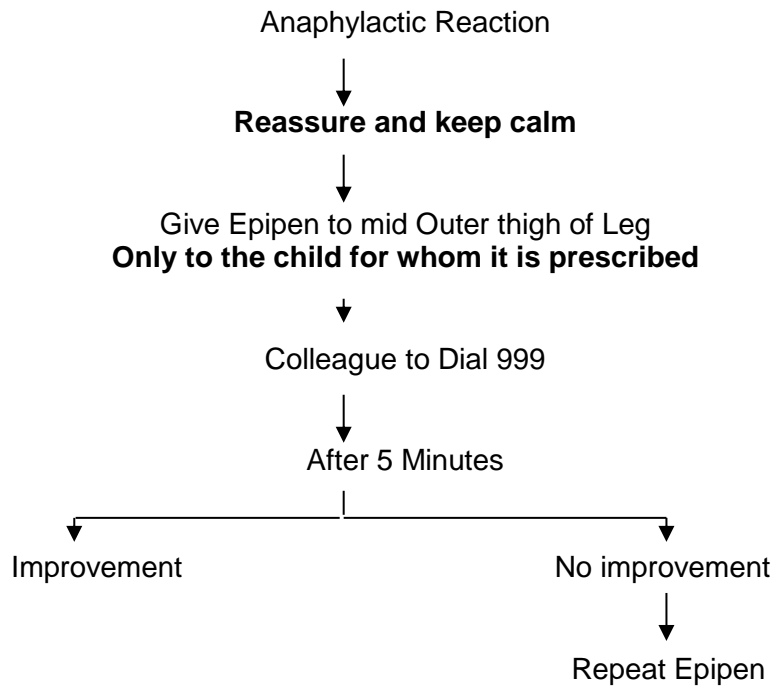 Anaphylactic Reaction
Reassure and keep calm
Give Epipen to mid Outer thigh of Leg
Only to the child for whom it is prescribed
Colleague to Dial 999
After 5 Minutes
Improvement
No improvement
Repeat Epipen